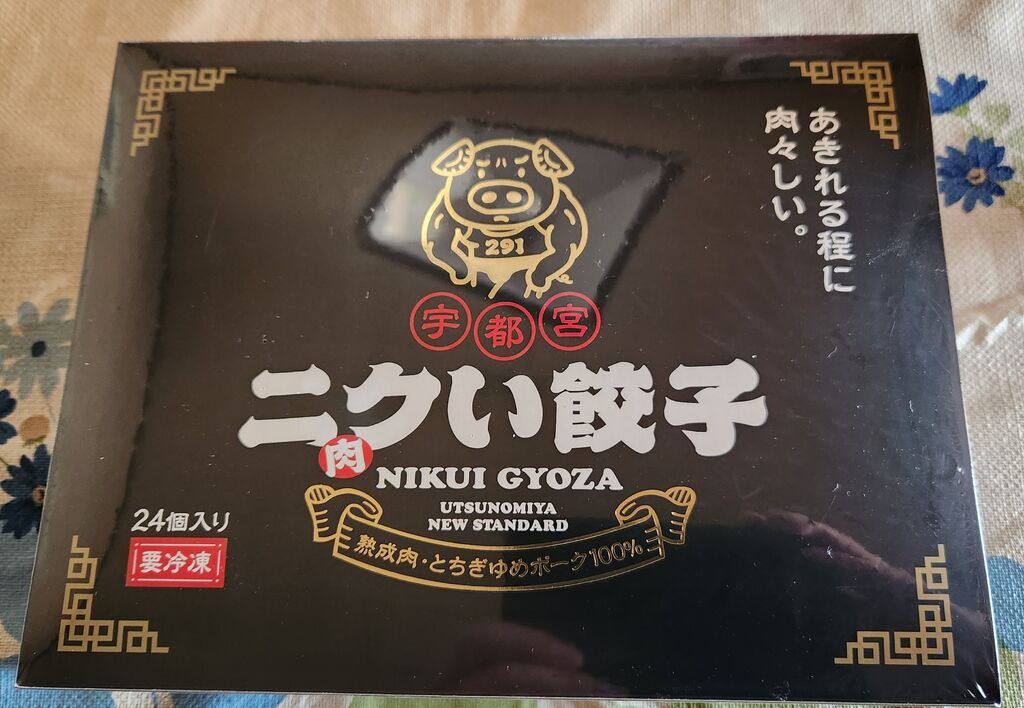 あきれる程に
肉々しい。
291
宇都宮
ニクい餃子
肉
NIKUI GYOZA
UTSUNOMIYA
NEW STANDARD
熟成肉・とちぎゆめポーク100%
24個入り
要冷凍